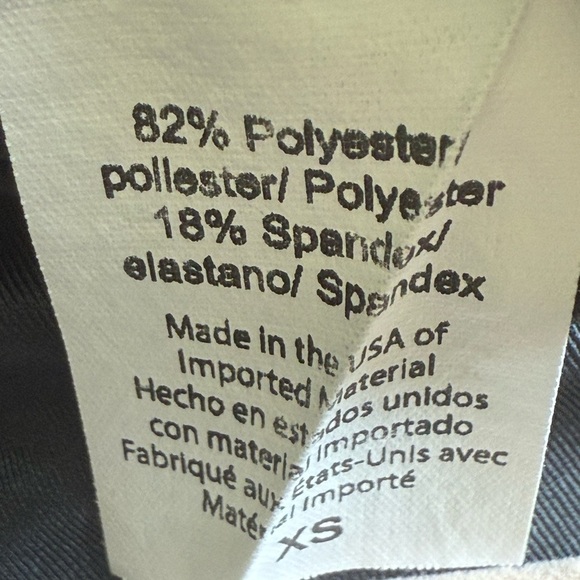 82% Polyester/
poliester/ Polyester
18% Spandex/
elastano/ Spandex
Made in the USA of
Imported Material
Hecho en estados unidos
con material importado
Fabriqué aux États-Unis avec
Matérial Importé
XS